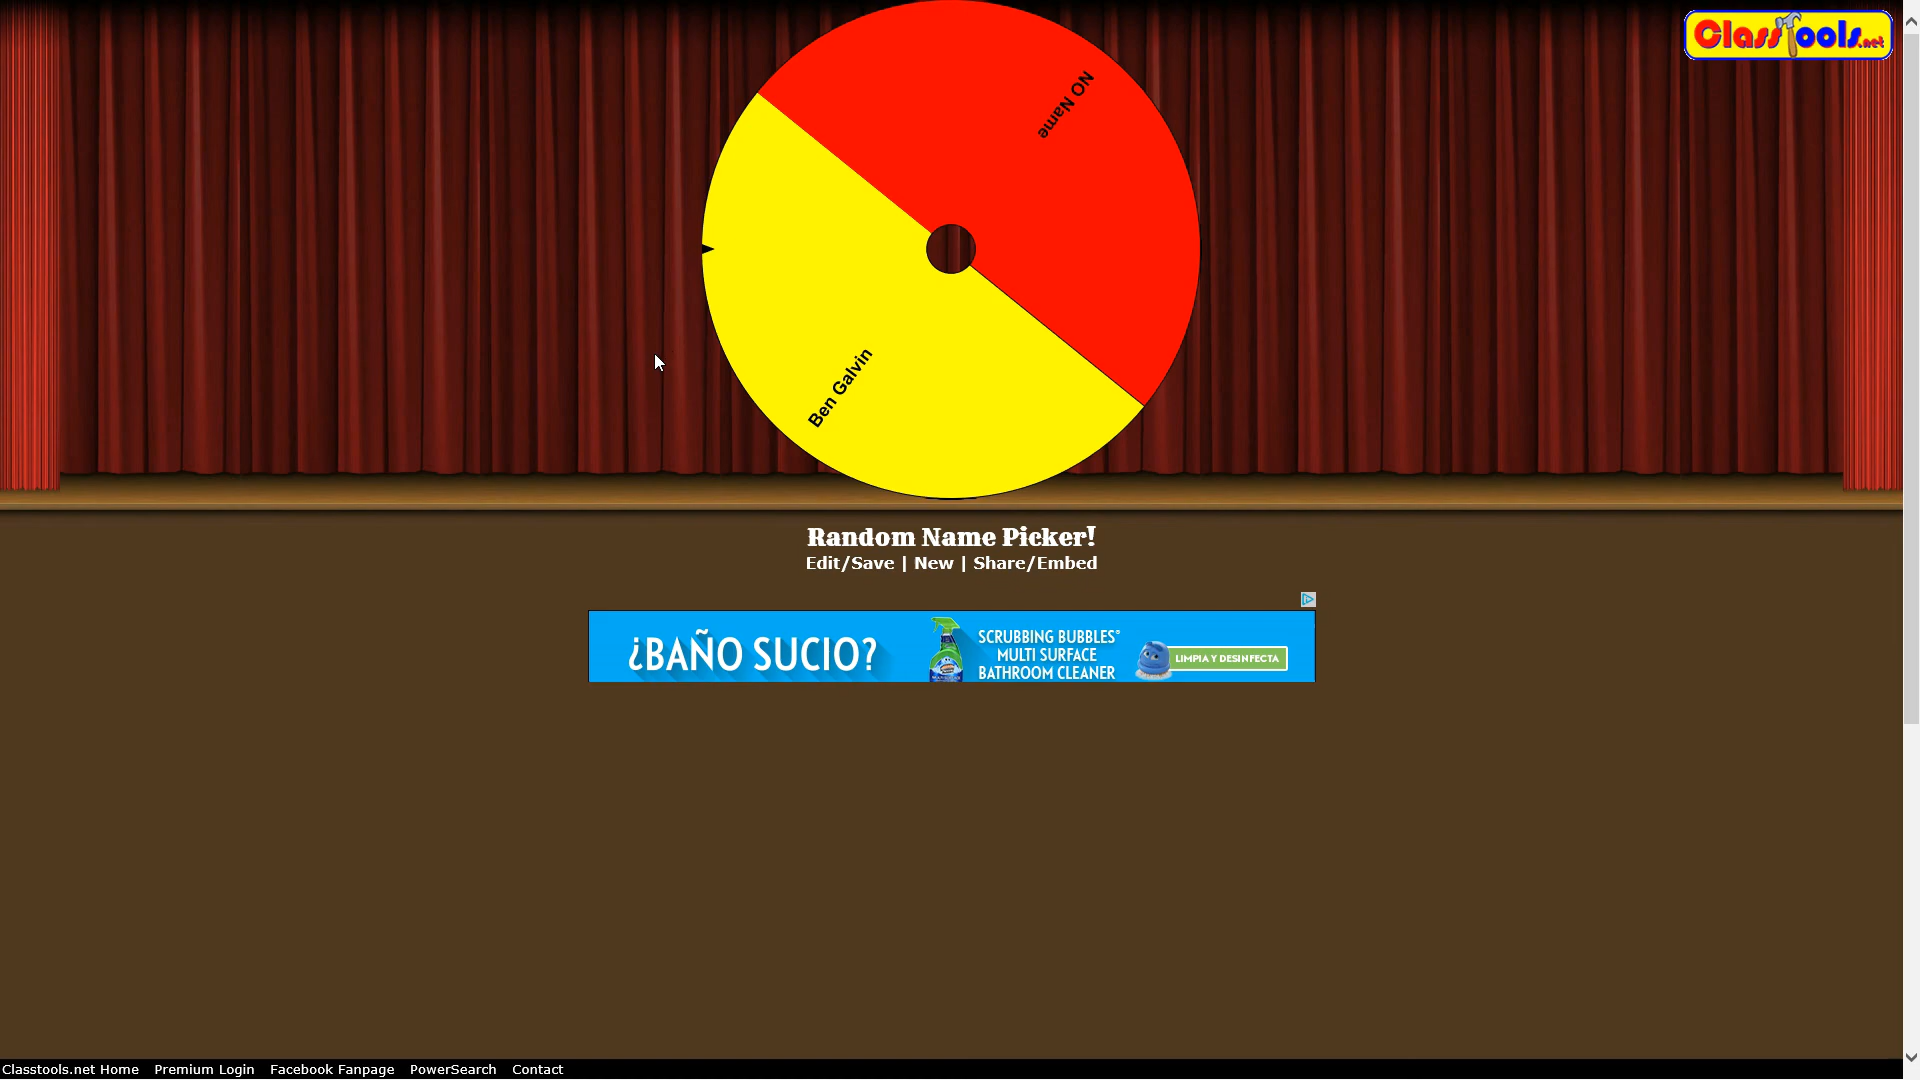 ClassTools.net
NO Name
Ben Galvin
Random Name Picker!
Edit/Save | New | Share/Embed
¿BAÑO SUCIO?
SCRUBBING BUBBLES®
MULTI SURFACE
BATHROOM CLEANER
LIMPIA Y DESINFECTA
Classtools.net Home Premium Login Facebook Fanpage PowerSearch Contact